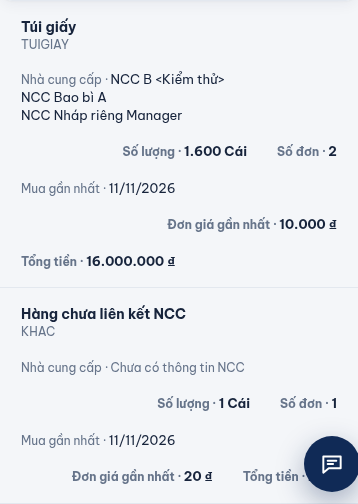 Túi giấy
TUIGIAY
Nhà cung cấp · NCC B <Kiểm thử>
NCC Bao bì A
NCC Nháp riêng Manager
Số lượng · 1.600 Cái Số đơn · 2
Mua gần nhất · 11/11/2026
Đơn giá gần nhất · 10.000 ₫
Tổng tiền · 16.000.000 ₫
Hàng chưa liên kết NCC
KHAC
Nhà cung cấp · Chưa có thông tin NCC
Số lượng · 1 Cái Số đơn · 1
Mua gần nhất · 11/11/2026
Đơn giá gần nhất · 20 ₫ Tổng tiền ·